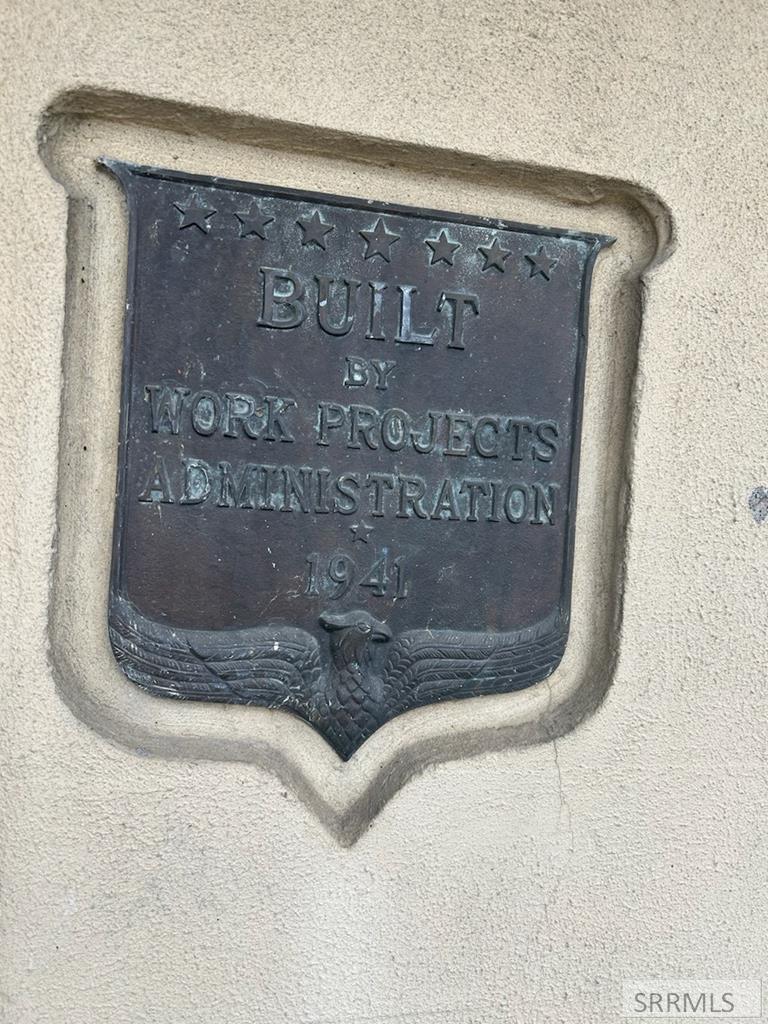 BUILT
BY
WORK PROJECTS
ADMINISTRATION
1941
SRRMLS